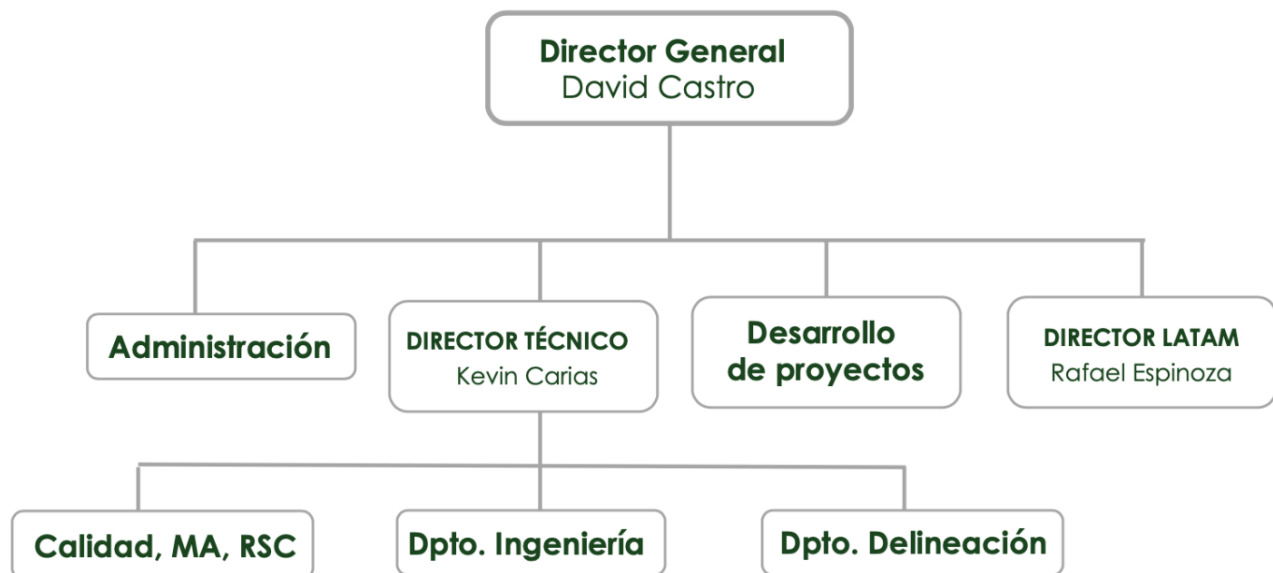 Director General
David Castro
Administración
DIRECTOR TÉCNICO
Kevin Carias
Desarrollo
de proyectos
DIRECTOR LATAM
Rafael Espinoza
Calidad, MA, RSC
Dpto. Ingeniería
Dpto. Delineación